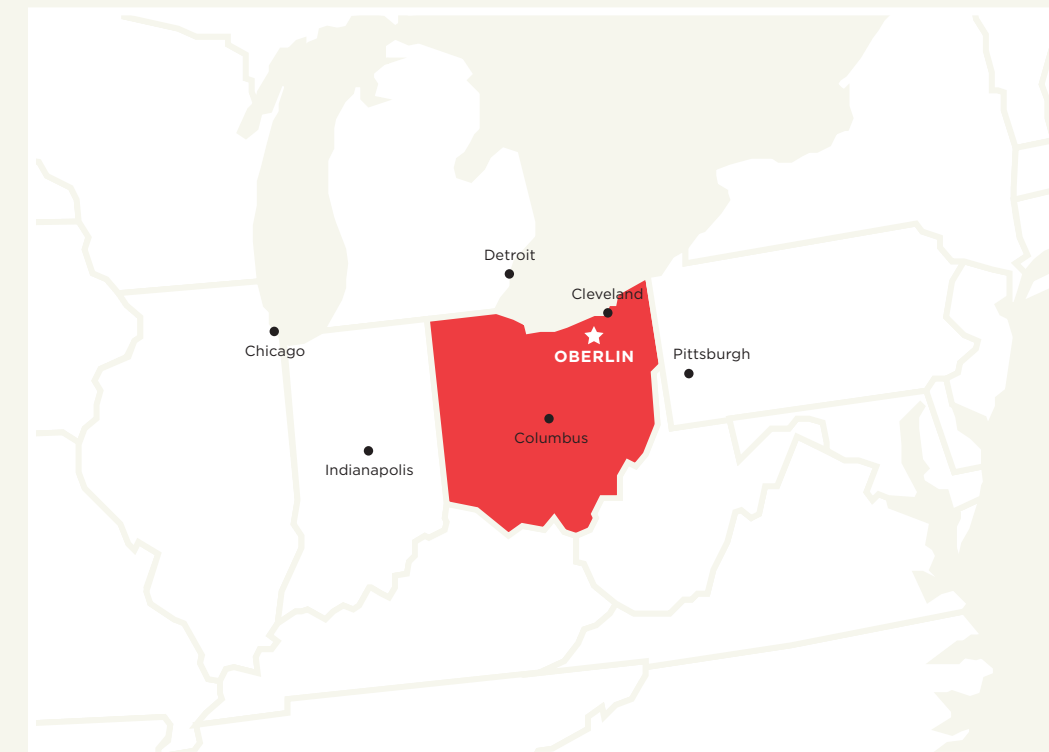 Detroit
Cleveland
Chicago
OBERLIN
Pittsburgh
Columbus
Indianapolis